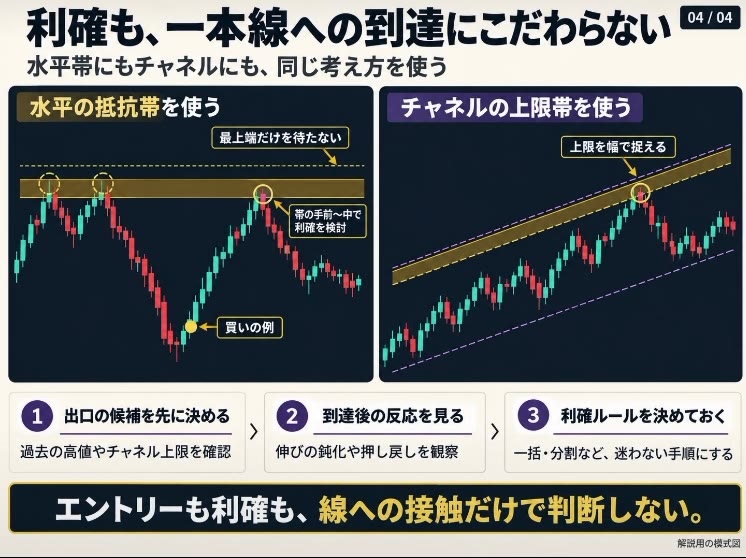 利確も、一本線への到達にこだわらない
04 / 04
水平帯にもチャネルにも、同じ考え方を使う
水平の抵抗帯を使う
最上端だけを待たない
帯の手前〜中で
利確を検討
買いの例
チャネルの上限帯を使う
上限を幅で捉える
1 出口の候補を先に決める
過去の高値やチャネル上限を確認
2 到達後の反応を見る
伸びの鈍化や押し戻しを観察
3 利確ルールを決めておく
一括・分割など、迷わない手順にする
エントリーも利確も、線への接触だけで判断しない。
解説用の模式図